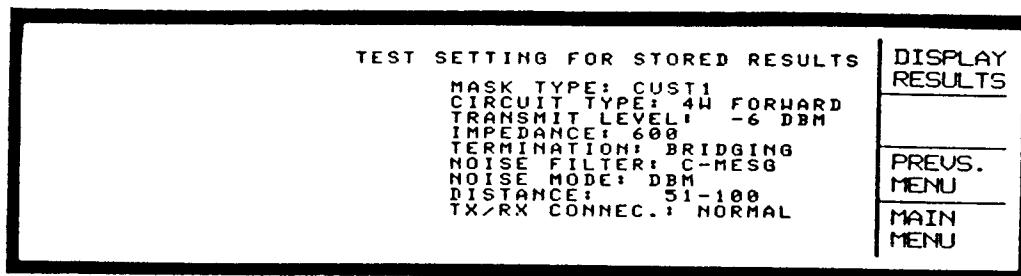 TEST SETTING FOR STORED RESULTS
MASK TYPE: CUST1
CIRCUIT TYPE: 4W FORWARD
TRANSMIT LEVEL: -6 DBM
IMPEDANCE: 600
TERMINATION: BRIDGING
NOISE FILTER: C-MESG
NOISE MODE: DBM
DISTANCE: 51-100
TX/RX CONNEC.: NORMAL
DISPLAY
RESULTS
PREVS.
MENU
MAIN
MENU